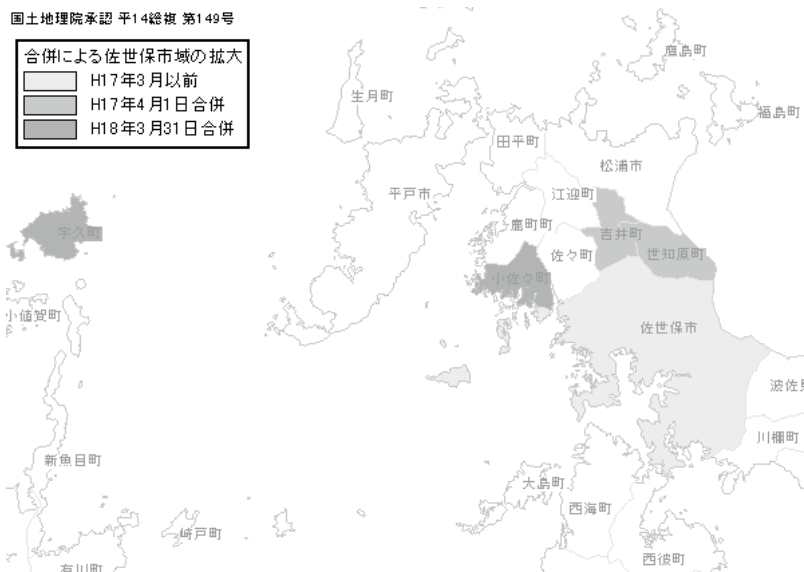 国土地理院承認 平14総複 第149号
合併による佐世保市域の拡大
H17年3月以前
H17年4月1日合併
H18年3月31日合併
鷹島町
生月町
福島町
田平町
松浦市
平戸市
江迎町
鹿町町
宇久町
吉井町
世知原町
佐々町
小佐々町
小値賀町
佐世保市
波佐見
川棚町
新魚目町
大島町
西海町
崎戸町
西彼町
有川町